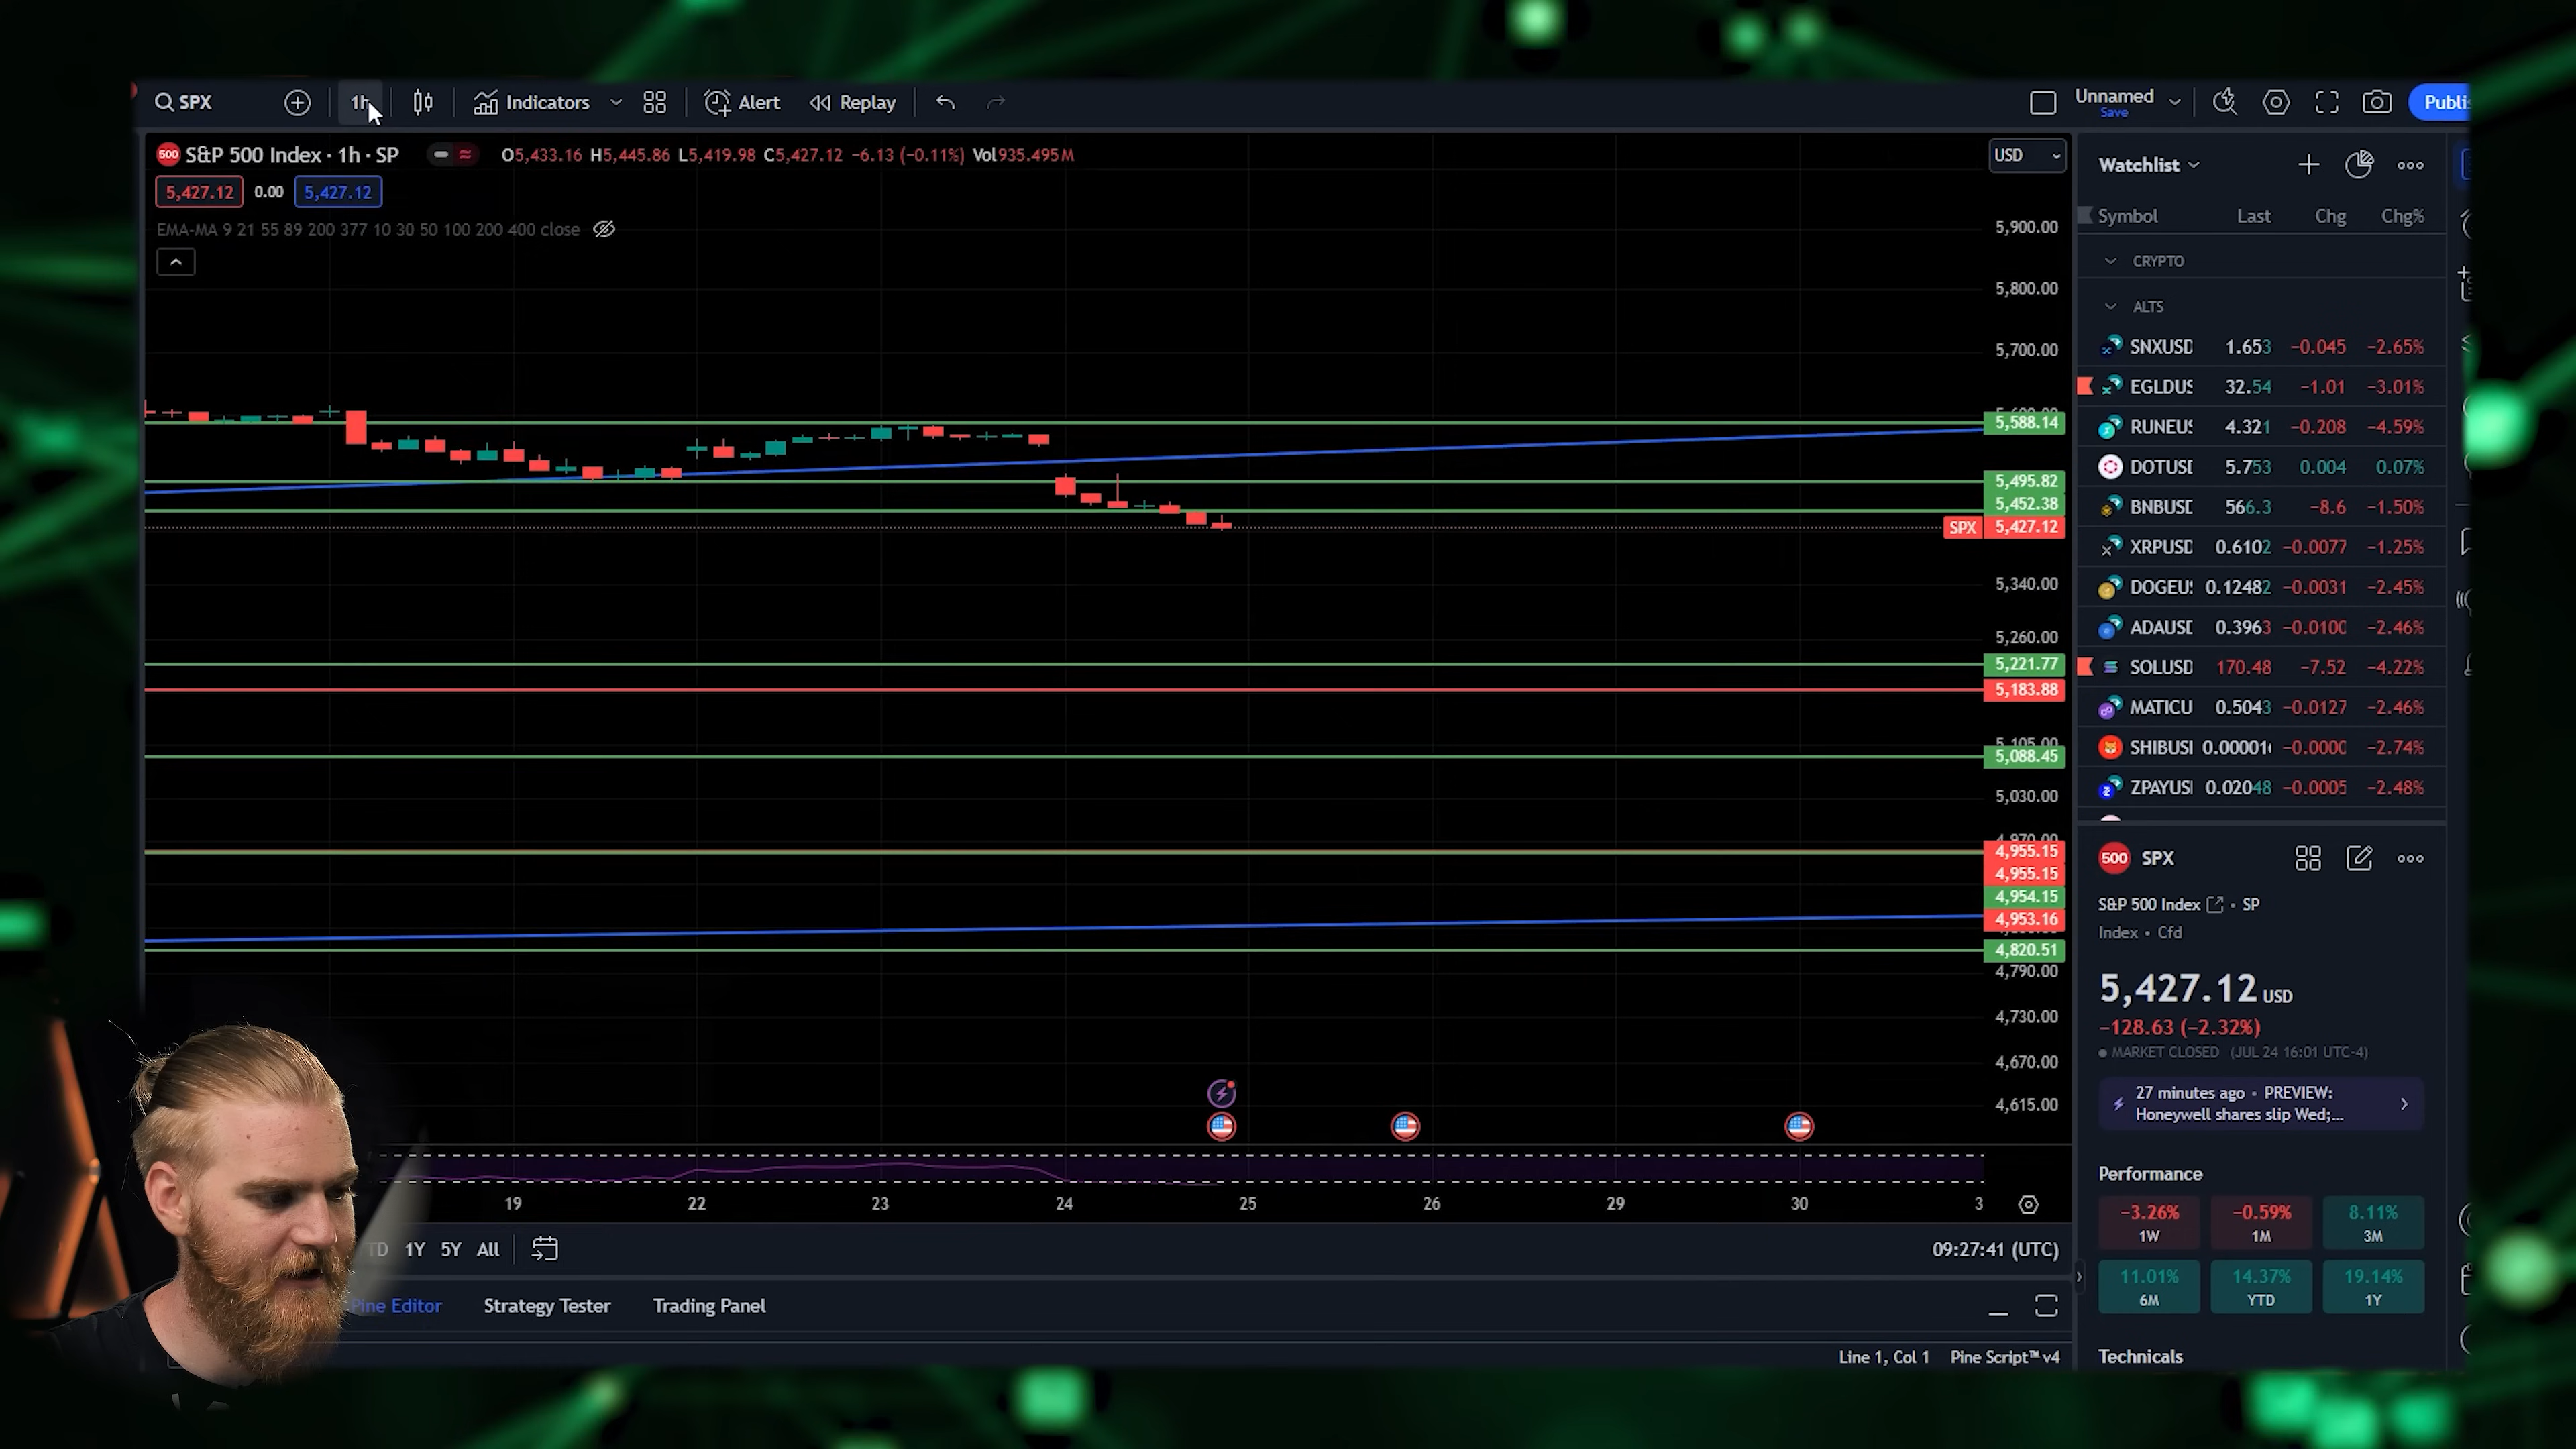 SPX
1h
Indicators
Alert
Replay
Unnamed
Save
500 S&P 500 Index · 1h · SP
O5,433.16 H5,445.86 L5,419.98 C5,427.12 −6.13 (−0.11%) Vol935.495M
5,427.12 0.00 5,427.12
EMA-MA 9 21 55 89 200 377 10 30 50 100 200 400 close
USD
5,900.00
5,800.00
5,700.00
5,588.14
5,495.82
5,452.38
SPX 5,427.12
5,340.00
5,260.00
5,221.77
5,183.88
5,088.45
5,030.00
4,955.15
4,955.15
4,954.15
4,953.16
4,820.51
4,790.00
4,730.00
4,670.00
4,615.00
19 22 23 24 25 26 29 30 3
1Y 5Y All
09:27:41 (UTC)
Pine Editor Strategy Tester Trading Panel
Line 1, Col 1 Pine Script™ v4
Watchlist
Symbol Last Chg Chg%
CRYPTO
ALTS
SNXUSD 1.653 −0.045 −2.65%
EGLDUS 32.54 −1.01 −3.01%
RUNEUS 4.321 −0.208 −4.59%
DOTUSD 5.753 0.004 0.07%
BNBUSD 566.3 −8.6 −1.50%
XRPUSD 0.6102 −0.0077 −1.25%
DOGEUS 0.12482 −0.0031 −2.45%
ADAUSD 0.3963 −0.0100 −2.46%
SOLUSD 170.48 −7.52 −4.22%
MATICU 0.5043 −0.0127 −2.46%
SHIBUS 0.00001 −0.0000 −2.74%
ZPAYUS 0.02048 −0.0005 −2.48%
500 SPX
S&P 500 Index • SP
Index • Cfd
5,427.12 USD
−128.63 (−2.32%)
MARKET CLOSED (JUL 24 16:01 UTC-4)
27 minutes ago • PREVIEW:
Honeywell shares slip Wed;...
Performance
−3.26% −0.59% 8.11%
1W 1M 3M
11.01% 14.37% 19.14%
6M YTD 1Y
Technicals